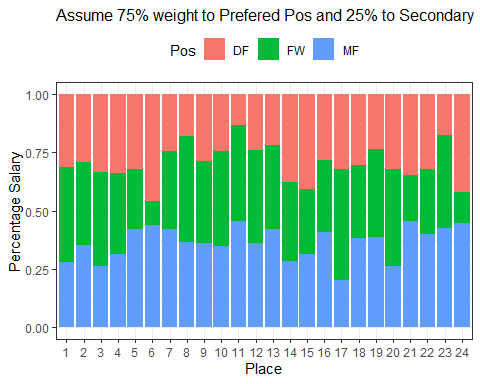 Assume 75% weight to Prefered Pos and 25% to Secondary
Pos DF FW MF
1.00
0.75
0.50
0.25
0.00
Percentage Salary
1 2 3 4 5 6 7 8 9 10 11 12 13 14 15 16 17 18 19 20 21 22 23 24
Place